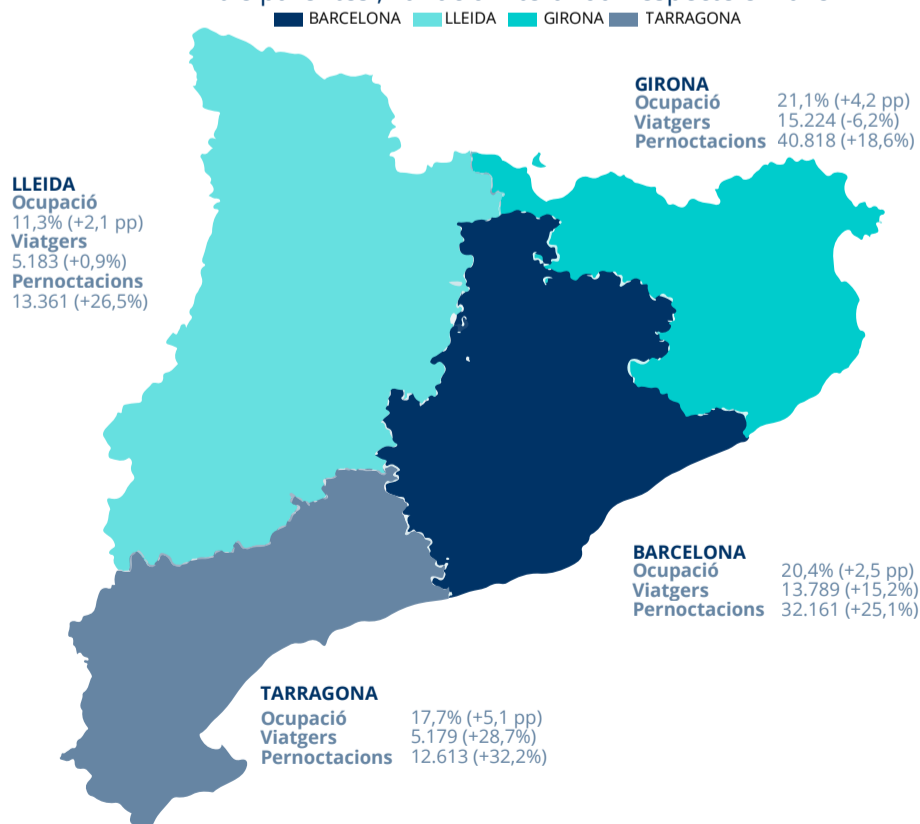 BARCELONA LLEIDA GIRONA TARRAGONA
GIRONA
Ocupació 21,1% (+4,2 pp)
Viatgers 15.224 (-6,2%)
Pernoctacions 40.818 (+18,6%)
LLEIDA
Ocupació
11,3% (+2,1 pp)
Viatgers
5.183 (+0,9%)
Pernoctacions
13.361 (+26,5%)
BARCELONA
Ocupació 20,4% (+2,5 pp)
Viatgers 13.789 (+15,2%)
Pernoctacions 32.161 (+25,1%)
TARRAGONA
Ocupació 17,7% (+5,1 pp)
Viatgers 5.179 (+28,7%)
Pernoctacions 12.613 (+32,2%)